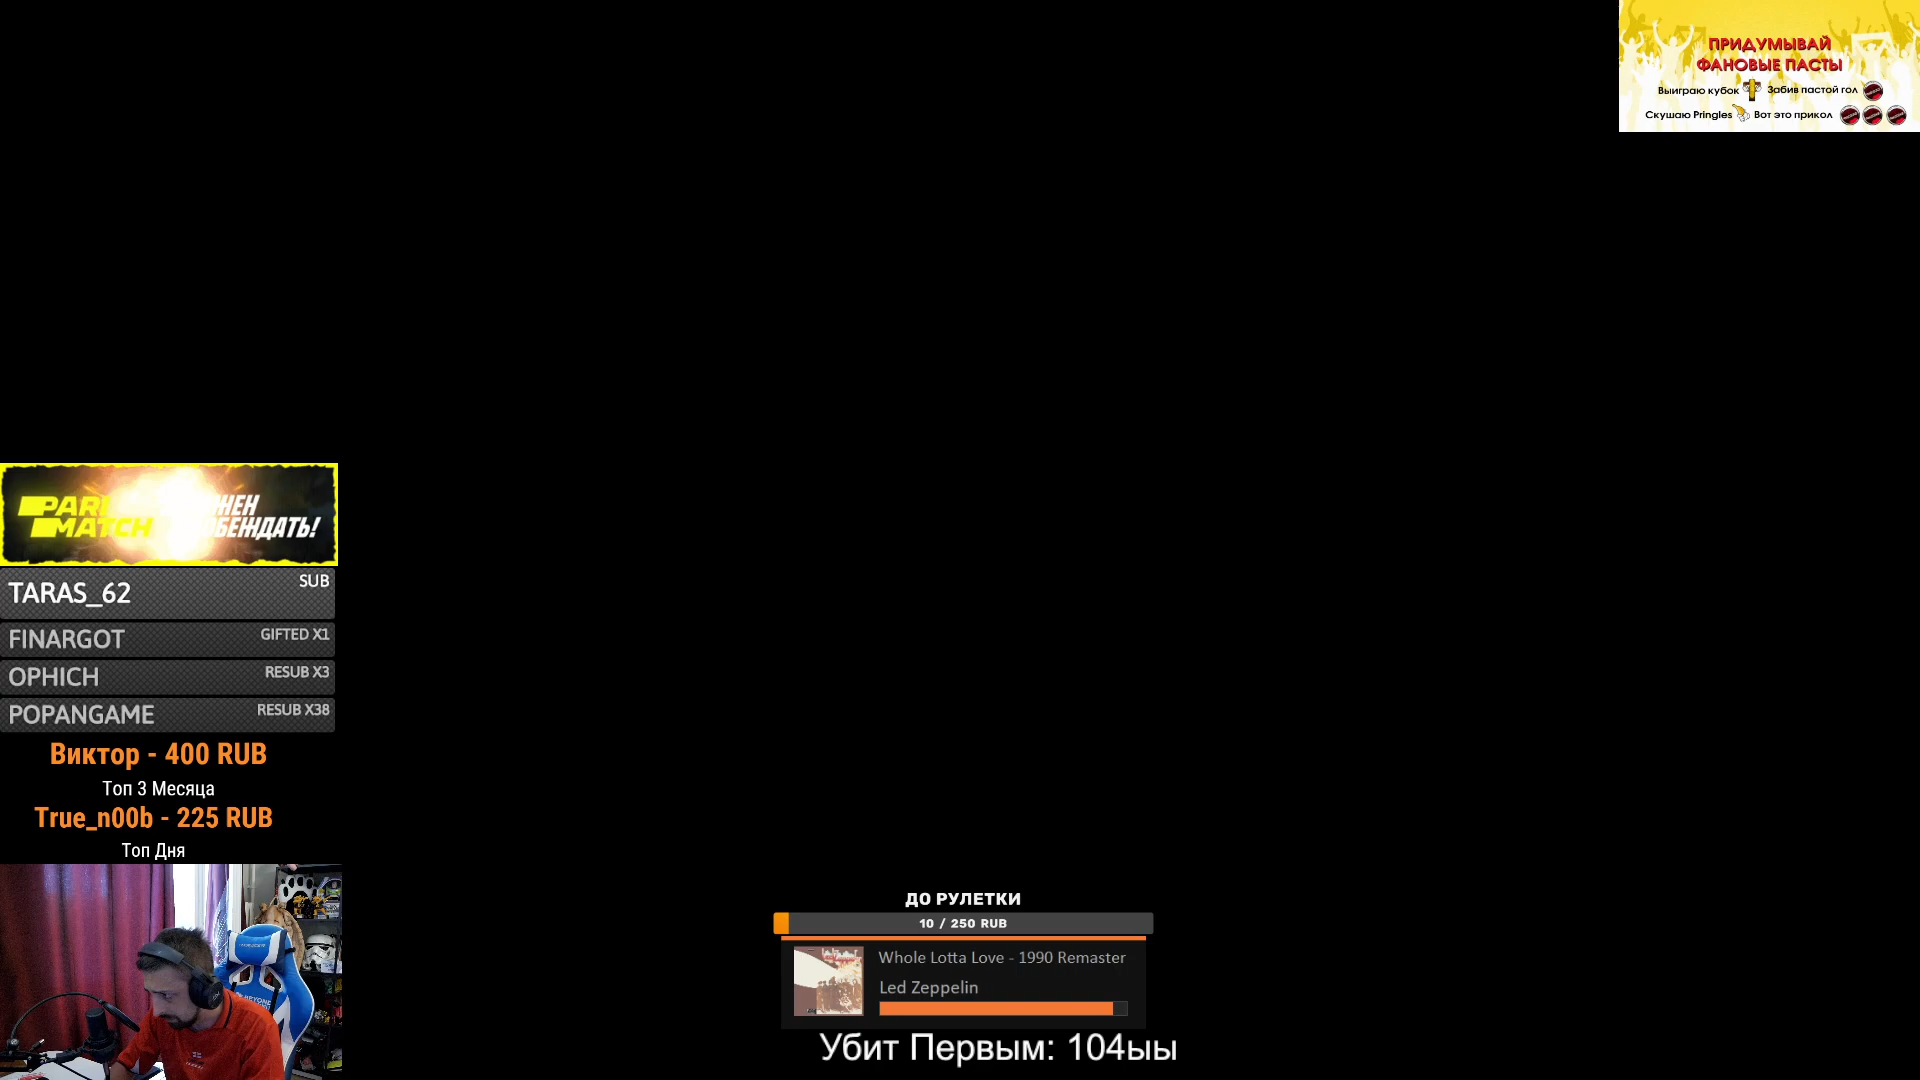 ПРИДУМЫВАЙ
ФАНОВЫЕ ПАСТЫ
Выиграю кубок Забив пастой гол
Скушаю Pringles Вот это прикол
PARI MATCH
TARAS_62 SUB
FINARGOT GIFTED X1
OPHICH RESUB X3
POPANGAME RESUB X38
Виктор - 400 RUB
Топ 3 Месяца
True_n00b - 225 RUB
Топ Дня
ДО РУЛЕТКИ
10 / 250 RUB
Whole Lotta Love - 1990 Remaster
Led Zeppelin
Убит Первым: 104ыы